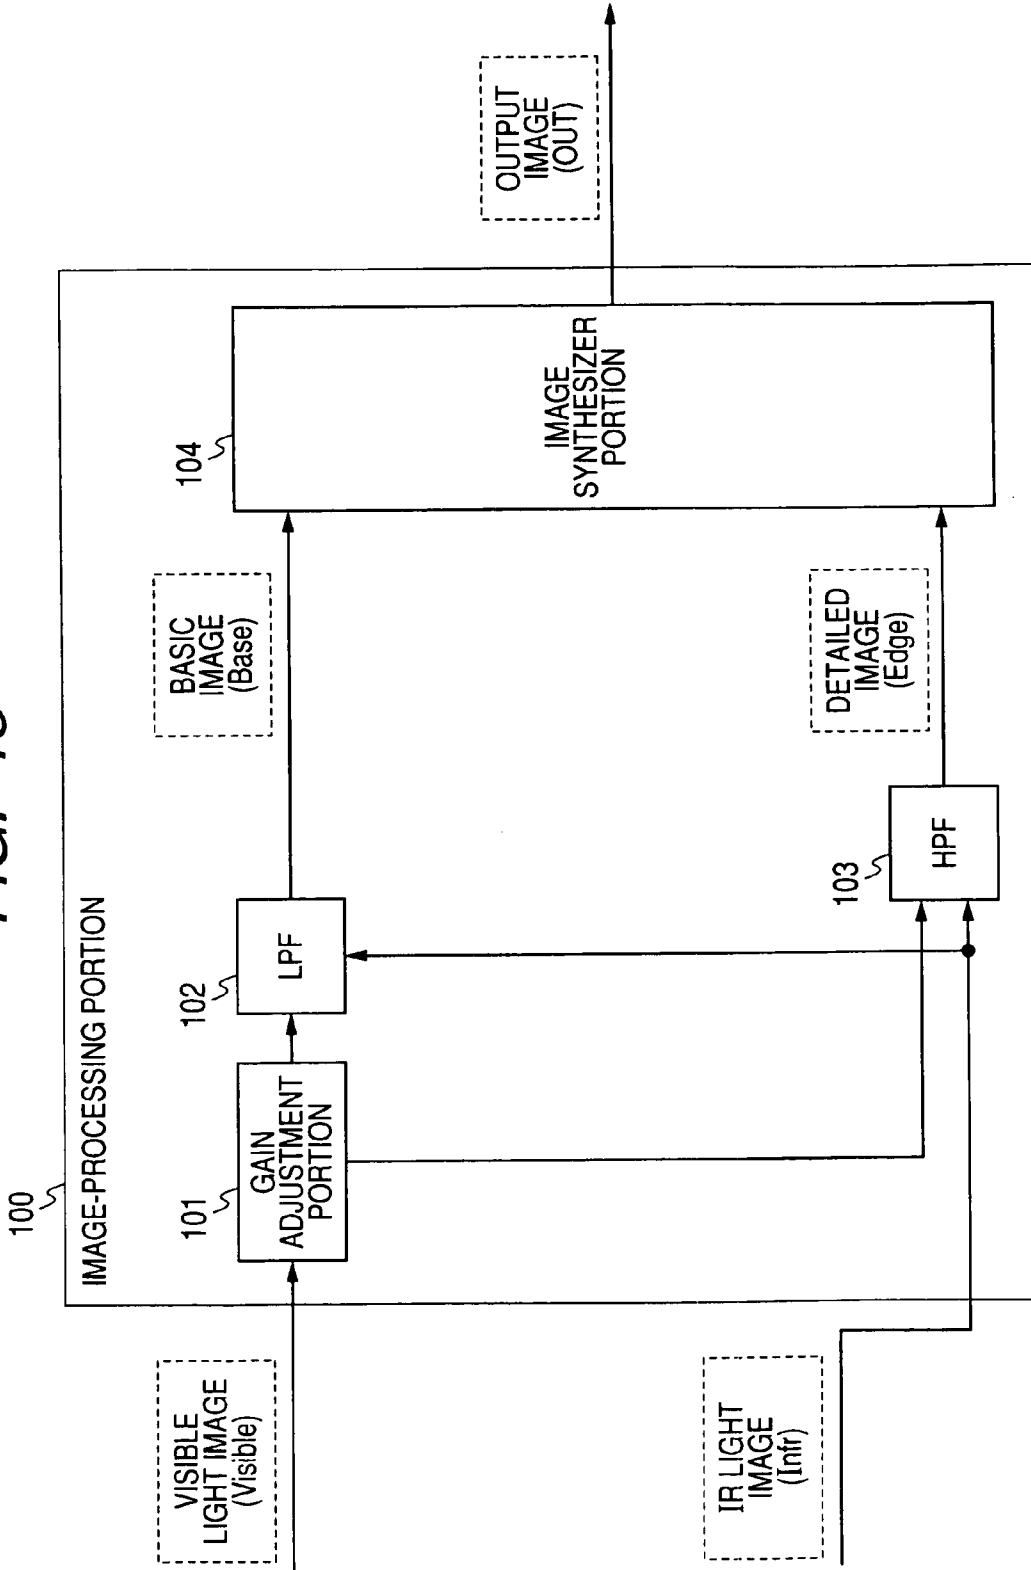 100
IMAGE-PROCESSING PORTION
VISIBLE
LIGHT IMAGE
(Visible)
101
GAIN
ADJUSTMENT
PORTION
102
LPF
BASIC
IMAGE
(Base)
104
IMAGE
SYNTHESIZER
PORTION
OUTPUT
IMAGE
(OUT)
IR LIGHT
IMAGE
(Infr)
103
HPF
DETAILED
IMAGE
(Edge)